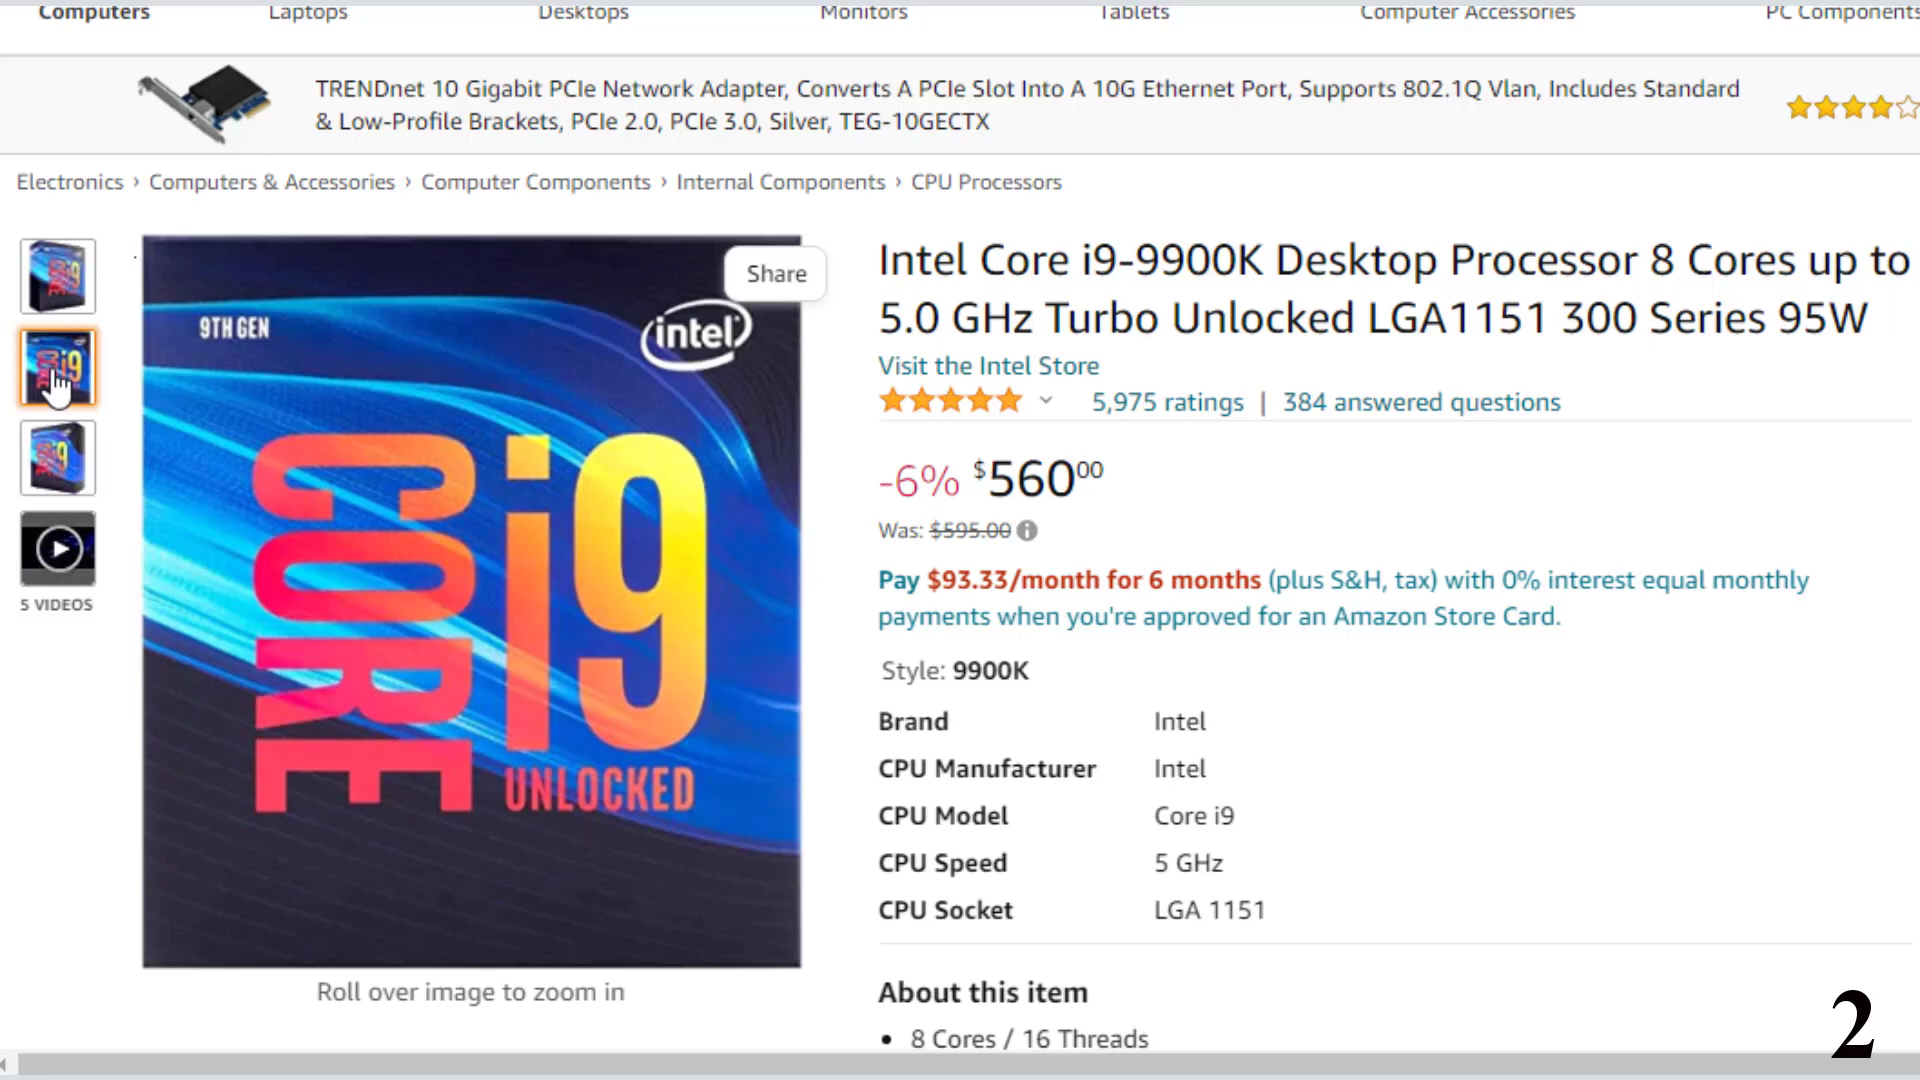 Computers Laptops Desktops Monitors Tablets Computer Accessories PC Components
TRENDnet 10 Gigabit PCIe Network Adapter, Converts A PCIe Slot Into A 10G Ethernet Port, Supports 802.1Q Vlan, Includes Standard
& Low-Profile Brackets, PCIe 2.0, PCIe 3.0, Silver, TEG-10GECTX
Electronics › Computers & Accessories › Computer Components › Internal Components › CPU Processors
Share
9TH GEN
intel
CORE i9
UNLOCKED
5 VIDEOS
Roll over image to zoom in
Intel Core i9-9900K Desktop Processor 8 Cores up to
5.0 GHz Turbo Unlocked LGA1151 300 Series 95W
Visit the Intel Store
5,975 ratings | 384 answered questions
-6% $560 00
Was: $595.00
Pay $93.33/month for 6 months (plus S&H, tax) with 0% interest equal monthly
payments when you're approved for an Amazon Store Card.
Style: 9900K
Brand Intel
CPU Manufacturer Intel
CPU Model Core i9
CPU Speed 5 GHz
CPU Socket LGA 1151
About this item
• 8 Cores / 16 Threads
2